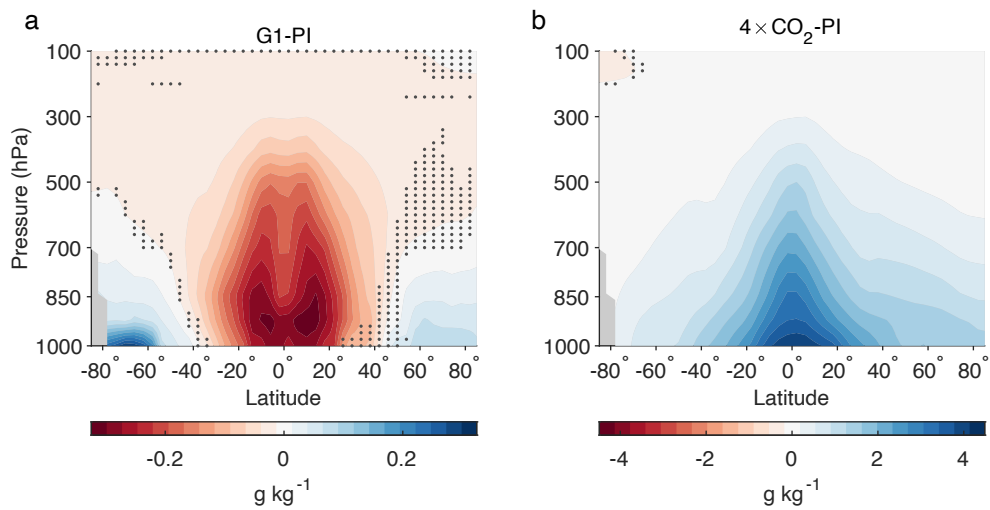 a
G1-PI
100
300
500
700
850
1000
Pressure (hPa)
-80° -60° -40° -20° 0° 20° 40° 60° 80°
Latitude
-0.2 0 0.2
g kg⁻¹
b
4×CO₂-PI
100
300
500
700
850
1000
-80° -60° -40° -20° 0° 20° 40° 60° 80°
Latitude
-4 -2 0 2 4
g kg⁻¹